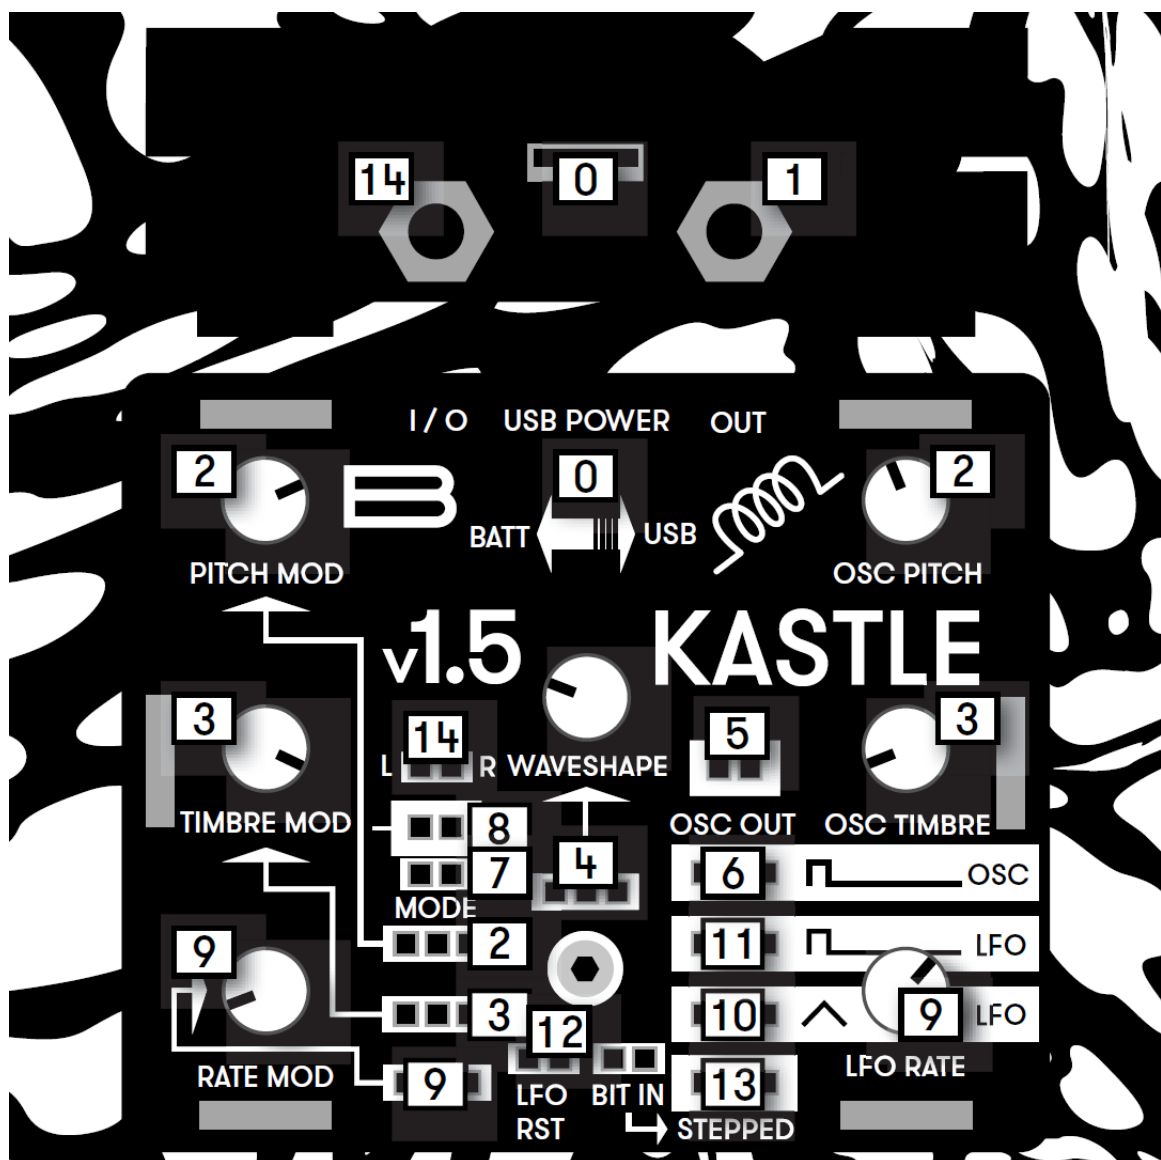 14 0 1
I / O USB POWER OUT
2 0 2
BATT USB
PITCH MOD OSC PITCH
v1.5 KASTLE
3 14 5 3
L R WAVESHAPE
TIMBRE MOD 8 OSC OUT OSC TIMBRE
7 4 6 OSC
MODE
9 2 11 LFO
3 12 10 9 LFO
RATE MOD 9 LFO BIT IN 13 LFO RATE
RST STEPPED